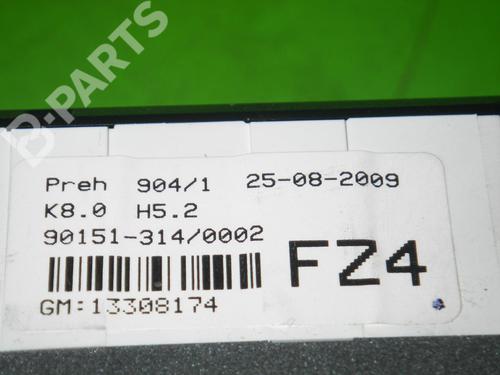 B-PARTS
Preh 904/1 25-08-2009
K8.0 H5.2
90151-314/0002
FZ4
GM:13308174